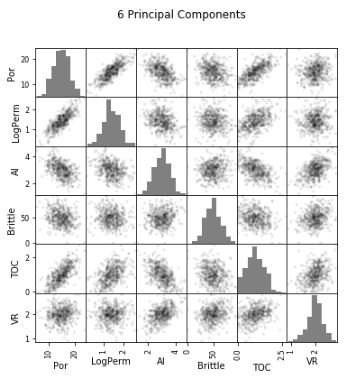 6 Principal Components
Por
20
10
LogPerm
2
1
AI
4
2
Brittle
50
0
TOC
2
0
VR
2
1
10 20 1 2 2 4 0 50 0.0 2.5 1 2
Por LogPerm AI Brittle TOC VR